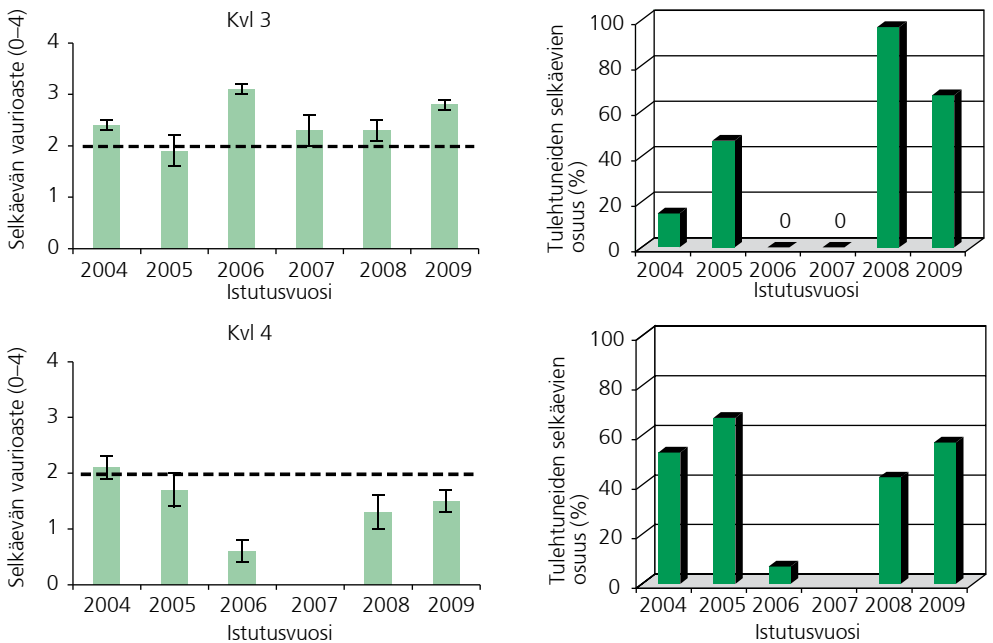 Kvl 3
Selkäevän vaurioaste (0–4)
4
3
2
1
0
2004 2005 2006 2007 2008 2009
Istutusvuosi
Tulehtuneiden selkäevien
osuus (%)
100
80
60
40
20
0
0 0
2004 2005 2006 2007 2008 2009
Istutusvuosi
Kvl 4
Selkäevän vaurioaste (0–4)
4
3
2
1
0
2004 2005 2006 2007 2008 2009
Istutusvuosi
Tulehtuneiden selkäevien
osuus (%)
100
80
60
40
20
0
2004 2005 2006 2007 2008 2009
Istutusvuosi